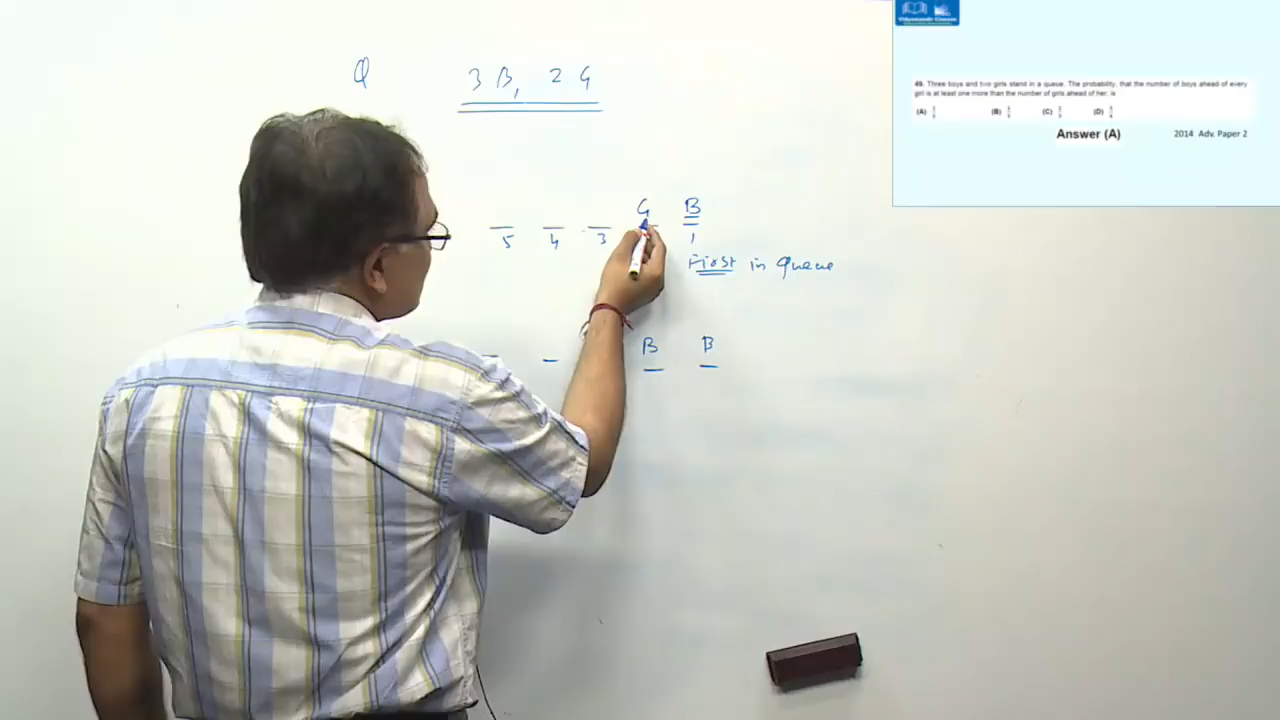 Q 3 B, 2 G
G B
5 4 3 1
First in Queue
B B
Vidyamandir Classes
49. Three boys and two girls stand in a queue. The probability, that the number of boys ahead of every
girl is at least one more than the number of girls ahead of her, is
(A) (B) (C) (D)
Answer (A) 2014 Adv. Paper 2